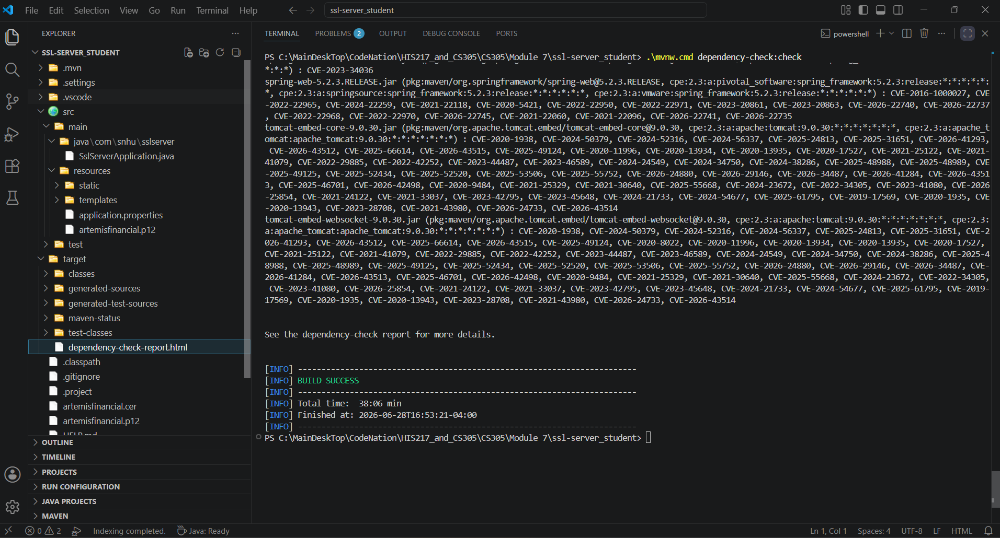 File Edit Selection View Go Run Terminal Help
ssl-server_student
EXPLORER
SSL-SERVER_STUDENT
.mvn
.settings
.vscode
src
main
java\com\snhu\sslserver
SslServerApplication.java
resources
static
templates
application.properties
artemisfinancial.p12
test
target
classes
generated-sources
generated-test-sources
maven-status
test-classes
dependency-check-report.html
.classpath
.gitignore
.project
artemisfinancial.cer
artemisfinancial.p12
HELP.md
OUTLINE
TIMELINE
PROJECTS
RUN CONFIGURATION
JAVA PROJECTS
MAVEN
TERMINAL PROBLEMS 2 OUTPUT DEBUG CONSOLE PORTS
powershell
PS C:\MainDeskTop\CodeNation\HIS217_and_CS305\CS305\Module 7\ssl-server_student> .\mvnw.cmd dependency-check:check
*:*:*) : CVE-2023-34036
spring-web-5.2.3.RELEASE.jar (pkg:maven/org.springframework/spring-web@5.2.3.RELEASE, cpe:2.3:a:pivotal_software:spring_framework:5.2.3:release:*:*:*:*:*:
*, cpe:2.3:a:springsource:spring_framework:5.2.3:release:*:*:*:*:*:*, cpe:2.3:a:vmware:spring_framework:5.2.3:release:*:*:*:*:*:*) : CVE-2016-1000027, CVE
-2022-22965, CVE-2024-22259, CVE-2021-22118, CVE-2020-5421, CVE-2022-22950, CVE-2022-22971, CVE-2023-20861, CVE-2023-20863, CVE-2026-22740, CVE-2026-22737
, CVE-2022-22968, CVE-2022-22970, CVE-2026-22745, CVE-2021-22060, CVE-2021-22096, CVE-2026-22741, CVE-2026-22735
tomcat-embed-core-9.0.30.jar (pkg:maven/org.apache.tomcat.embed/tomcat-embed-core@9.0.30, cpe:2.3:a:apache:tomcat:9.0.30:*:*:*:*:*:*:*, cpe:2.3:a:apache_t
omcat:apache_tomcat:9.0.30:*:*:*:*:*:*:*) : CVE-2020-1938, CVE-2024-50379, CVE-2024-52316, CVE-2024-56337, CVE-2025-24813, CVE-2025-31651, CVE-2026-41293,
CVE-2026-43512, CVE-2025-66614, CVE-2026-43515, CVE-2025-49124, CVE-2020-11996, CVE-2020-13934, CVE-2020-13935, CVE-2020-17527, CVE-2021-25122, CVE-2021-
41079, CVE-2022-29885, CVE-2022-42252, CVE-2023-44487, CVE-2023-46589, CVE-2024-24549, CVE-2024-34750, CVE-2024-38286, CVE-2025-48988, CVE-2025-48989, CVE
-2025-49125, CVE-2025-52434, CVE-2025-52520, CVE-2025-53506, CVE-2025-55752, CVE-2026-24880, CVE-2026-29146, CVE-2026-34487, CVE-2026-41284, CVE-2026-4351
3, CVE-2025-46701, CVE-2026-42498, CVE-2020-9484, CVE-2021-25329, CVE-2021-30640, CVE-2025-55668, CVE-2024-23672, CVE-2022-34305, CVE-2023-41080, CVE-2026
-25854, CVE-2021-24122, CVE-2021-33037, CVE-2023-42795, CVE-2023-45648, CVE-2024-21733, CVE-2024-54677, CVE-2025-61795, CVE-2019-17569, CVE-2020-1935, CVE
-2020-13943, CVE-2023-28708, CVE-2021-43980, CVE-2026-24733, CVE-2026-43514
tomcat-embed-websocket-9.0.30.jar (pkg:maven/org.apache.tomcat.embed/tomcat-embed-websocket@9.0.30, cpe:2.3:a:apache:tomcat:9.0.30:*:*:*:*:*:*:*, cpe:2.3:
a:apache_tomcat:apache_tomcat:9.0.30:*:*:*:*:*:*:*) : CVE-2020-1938, CVE-2024-50379, CVE-2024-52316, CVE-2024-56337, CVE-2025-24813, CVE-2025-31651, CVE-2
026-41293, CVE-2026-43512, CVE-2025-66614, CVE-2026-43515, CVE-2025-49124, CVE-2020-8022, CVE-2020-11996, CVE-2020-13934, CVE-2020-13935, CVE-2020-17527,
CVE-2021-25122, CVE-2021-41079, CVE-2022-29885, CVE-2022-42252, CVE-2023-44487, CVE-2023-46589, CVE-2024-24549, CVE-2024-34750, CVE-2024-38286, CVE-2025-4
8988, CVE-2025-48989, CVE-2025-49125, CVE-2025-52434, CVE-2025-52520, CVE-2025-53506, CVE-2025-55752, CVE-2026-24880, CVE-2026-29146, CVE-2026-34487, CVE-
2026-41284, CVE-2026-43513, CVE-2025-46701, CVE-2026-42498, CVE-2020-9484, CVE-2021-25329, CVE-2021-30640, CVE-2025-55668, CVE-2024-23672, CVE-2022-34305,
CVE-2023-41080, CVE-2026-25854, CVE-2021-24122, CVE-2021-33037, CVE-2023-42795, CVE-2023-45648, CVE-2024-21733, CVE-2024-54677, CVE-2025-61795, CVE-2019-
17569, CVE-2020-1935, CVE-2020-13943, CVE-2023-28708, CVE-2021-43980, CVE-2026-24733, CVE-2026-43514
See the dependency-check report for more details.
[INFO] ------------------------------------------------------------------------
[INFO] BUILD SUCCESS
[INFO] ------------------------------------------------------------------------
[INFO] Total time:  38:06 min
[INFO] Finished at: 2026-06-28T16:53:21-04:00
[INFO] ------------------------------------------------------------------------
PS C:\MainDeskTop\CodeNation\HIS217_and_CS305\CS305\Module 7\ssl-server_student>
0 2 Indexing completed. Java: Ready
Ln 1, Col 1 Spaces: 4 UTF-8 LF HTML